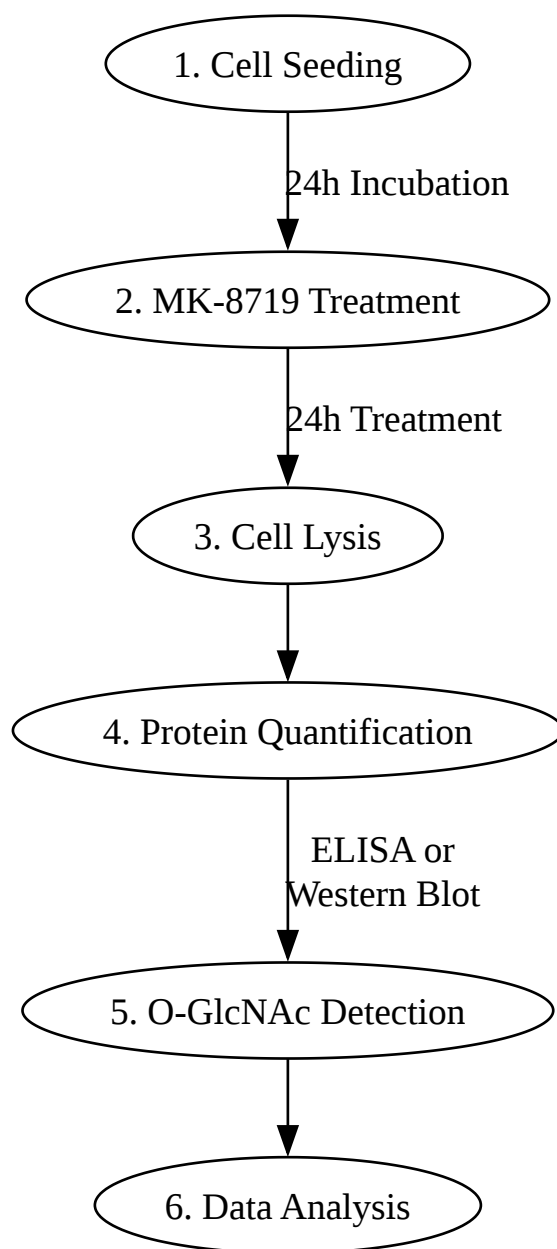 1. Cell Seeding
24h Incubation
2. MK-8719 Treatment
24h Treatment
3. Cell Lysis
4. Protein Quantification
ELISA or
Western Blot
5. O-GlcNAc Detection
6. Data Analysis